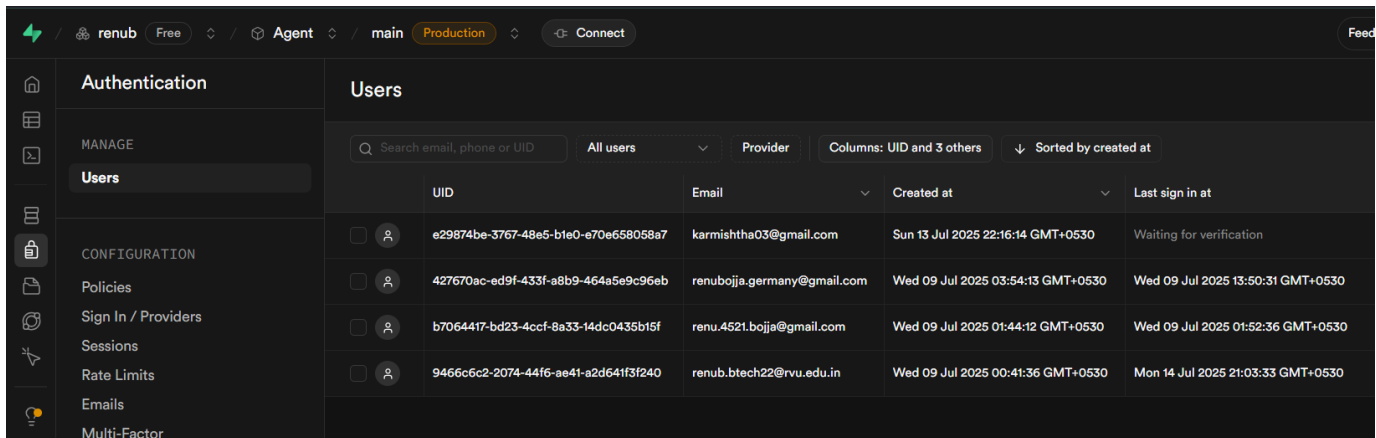 renub Free Agent main Production Connect Feed
Authentication
MANAGE
Users
CONFIGURATION
Policies
Sign In / Providers
Sessions
Rate Limits
Emails
Multi-Factor
Users
Search email, phone or UID All users Provider Columns: UID and 3 others Sorted by created at
UID Email Created at Last sign in at
e29874be-3767-48e5-b1e0-e70e658058a7 karmishtha03@gmail.com Sun 13 Jul 2025 22:16:14 GMT+0530 Waiting for verification
427670ac-ed9f-433f-a8b9-464a5e9c96eb renubojja.germany@gmail.com Wed 09 Jul 2025 03:54:13 GMT+0530 Wed 09 Jul 2025 13:50:31 GMT+0530
b7064417-bd23-4ccf-8a33-14dc0435b15f renu.4521.bojja@gmail.com Wed 09 Jul 2025 01:44:12 GMT+0530 Wed 09 Jul 2025 01:52:36 GMT+0530
9466c6c2-2074-44f6-ae41-a2d641f3f240 renub.btech22@rvu.edu.in Wed 09 Jul 2025 00:41:36 GMT+0530 Mon 14 Jul 2025 21:03:33 GMT+0530